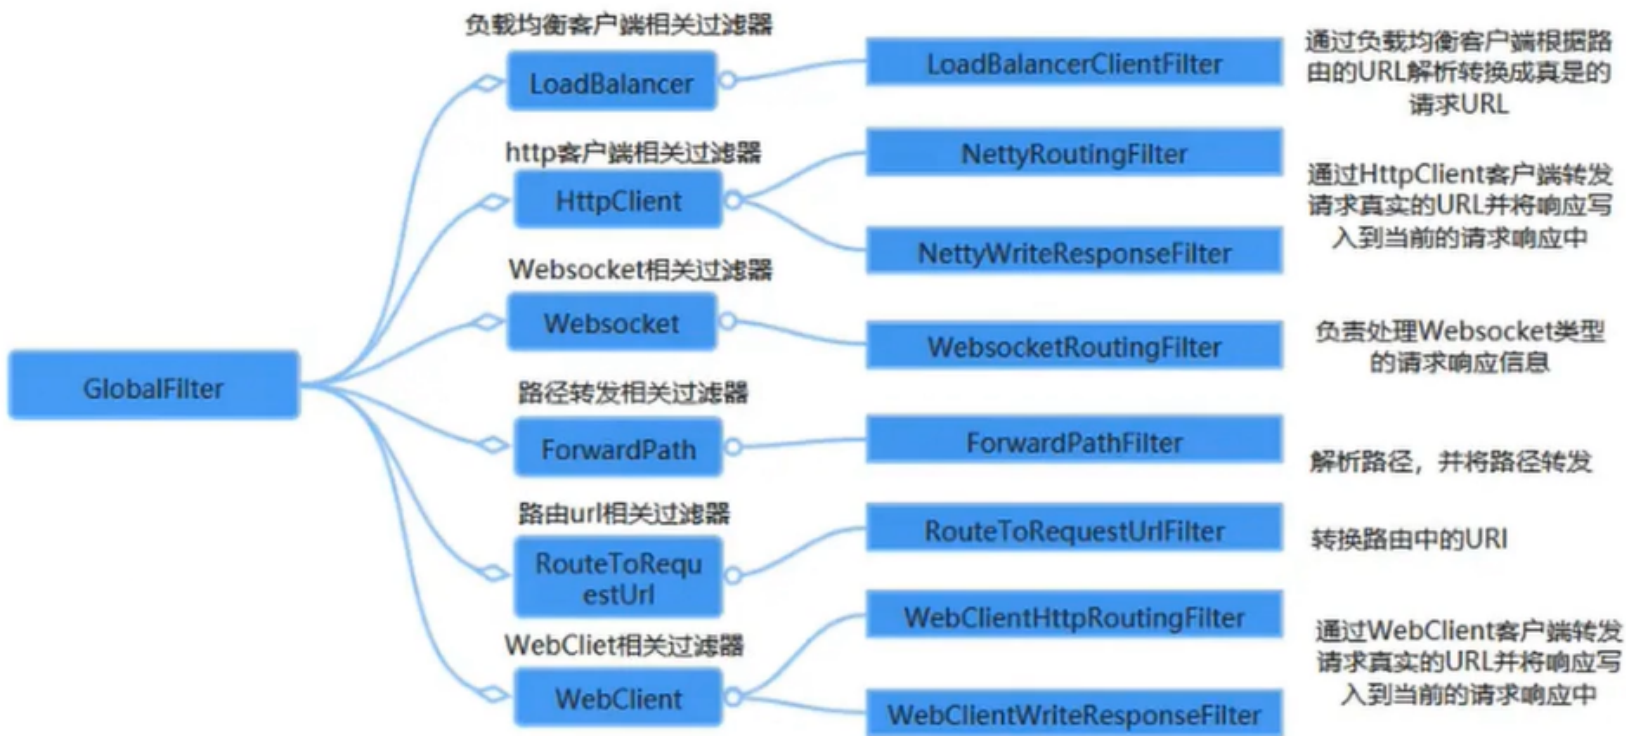 负载均衡客户端相关过滤器
LoadBalancer
LoadBalancerClientFilter
通过负载均衡客户端根据路
由的URL解析转换成真是的
请求URL
http客户端相关过滤器
HttpClient
NettyRoutingFilter
NettyWriteResponseFilter
通过HttpClient客户端转发
请求真实的URL并将响应写
入到当前的请求响应中
Websocket相关过滤器
Websocket
WebsocketRoutingFilter
负责处理Websocket类型
的请求响应信息
GlobalFilter
路径转发相关过滤器
ForwardPath
ForwardPathFilter
解析路径，并将路径转发
路由url相关过滤器
RouteToRequ
estUrl
RouteToRequestUrlFilter
转换路由中的URI
WebCliet相关过滤器
WebClient
WebClientHttpRoutingFilter
WebClientWriteResponseFilter
通过WebClient客户端转发
请求真实的URL并将响应写
入到当前的请求响应中